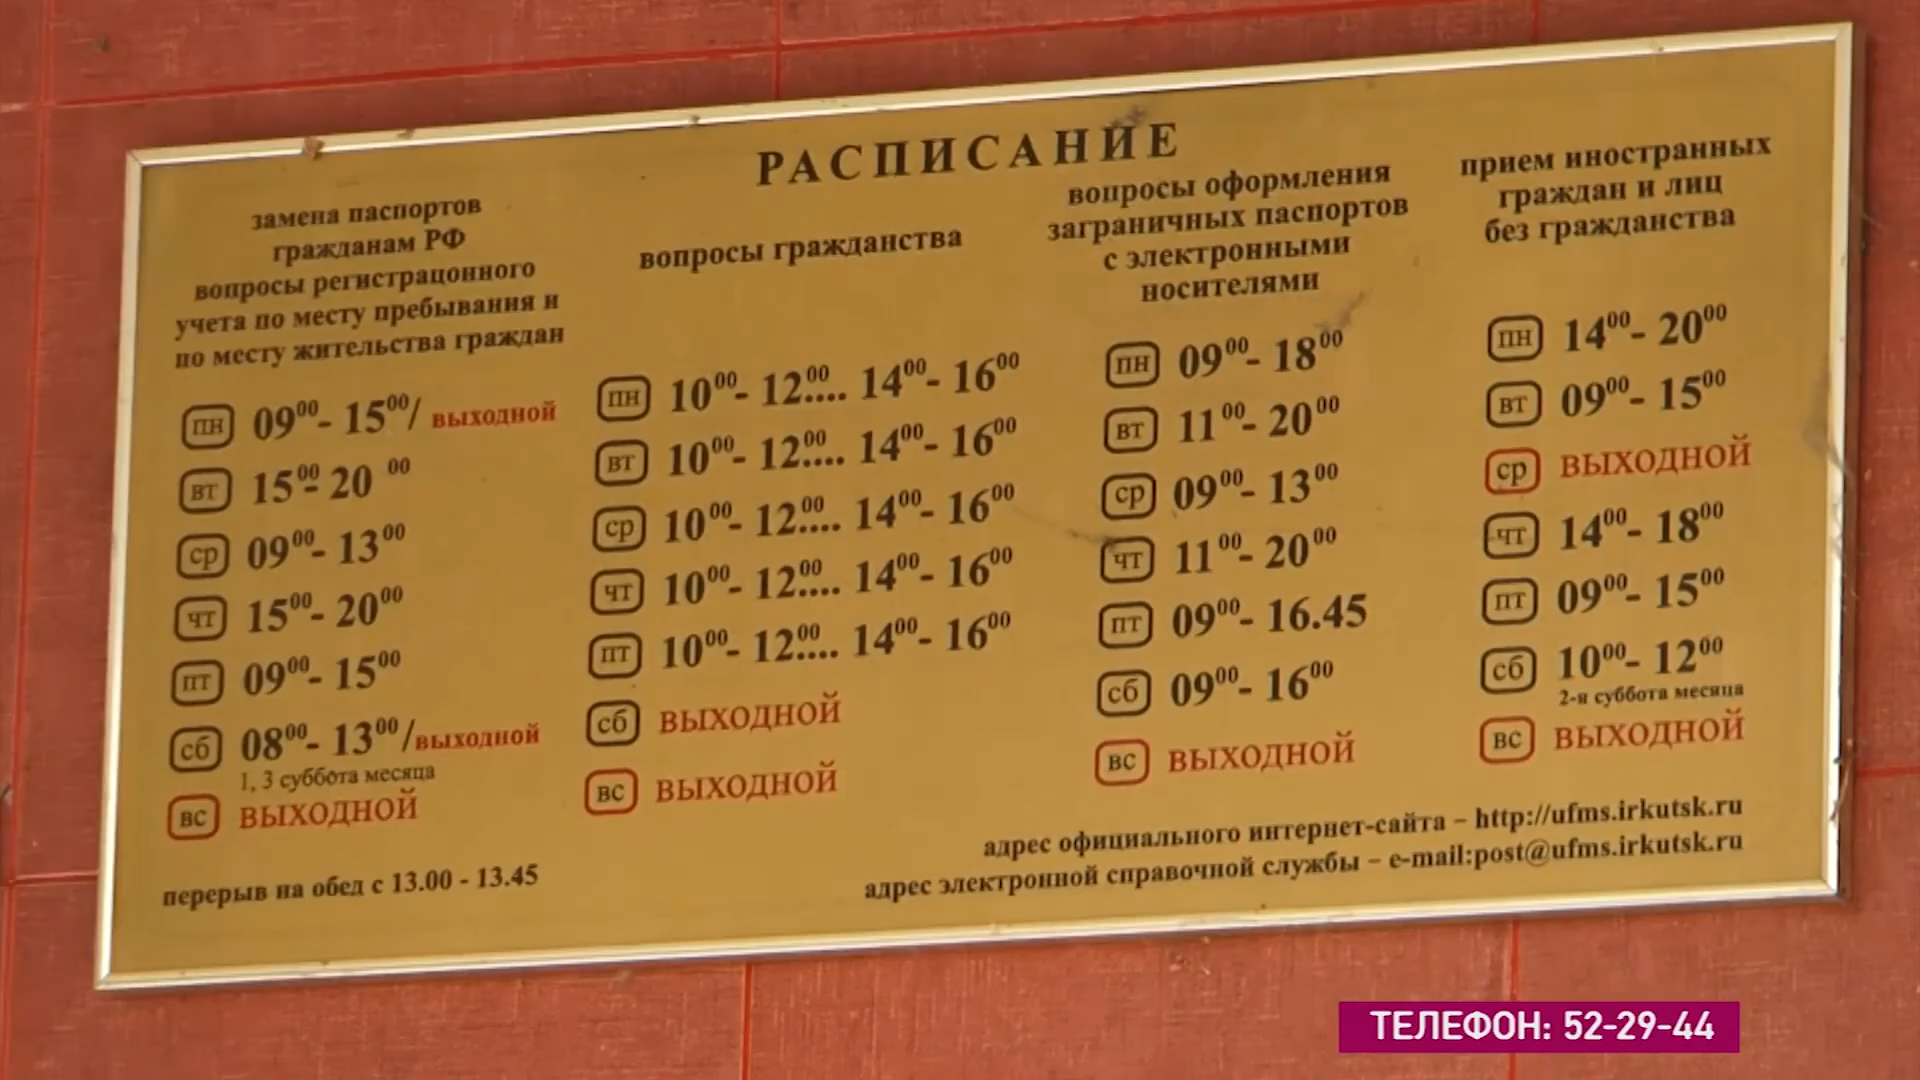 РАСПИСАНИЕ
замена паспортов
гражданам РФ
вопросы регистрацонного
учета по месту пребывания и
по месту жительства граждан
пн 09⁰⁰- 15⁰⁰/ выходной
вт 15⁰⁰- 20 ⁰⁰
ср 09⁰⁰- 13⁰⁰
чт 15⁰⁰- 20⁰⁰
пт 09⁰⁰- 15⁰⁰
сб 08⁰⁰- 13⁰⁰/выходной
1, 3 суббота месяца
вс ВЫХОДНОЙ
перерыв на обед с 13.00 - 13.45
вопросы гражданства
пн 10⁰⁰- 12⁰⁰.... 14⁰⁰- 16⁰⁰
вт 10⁰⁰- 12⁰⁰.... 14⁰⁰- 16⁰⁰
ср 10⁰⁰- 12⁰⁰.... 14⁰⁰- 16⁰⁰
чт 10⁰⁰- 12⁰⁰.... 14⁰⁰- 16⁰⁰
пт 10⁰⁰- 12⁰⁰.... 14⁰⁰- 16⁰⁰
сб ВЫХОДНОЙ
вс ВЫХОДНОЙ
вопросы оформления
заграничных паспортов
с электронными
носителями
пн 09⁰⁰- 18⁰⁰
вт 11⁰⁰- 20⁰⁰
ср 09⁰⁰- 13⁰⁰
чт 11⁰⁰- 20⁰⁰
пт 09⁰⁰- 16.45
сб 09⁰⁰- 16⁰⁰
вс ВЫХОДНОЙ
прием иностранных
граждан и лиц
без гражданства
пн 14⁰⁰- 20⁰⁰
вт 09⁰⁰- 15⁰⁰
ср ВЫХОДНОЙ
чт 14⁰⁰- 18⁰⁰
пт 09⁰⁰- 15⁰⁰
сб 10⁰⁰- 12⁰⁰
2-я суббота месяца
вс ВЫХОДНОЙ
адрес официального интернет-сайта – http://ufms.irkutsk.ru
адрес электронной справочной службы – e-mail:post@ufms.irkutsk.ru
ТЕЛЕФОН: 52-29-44